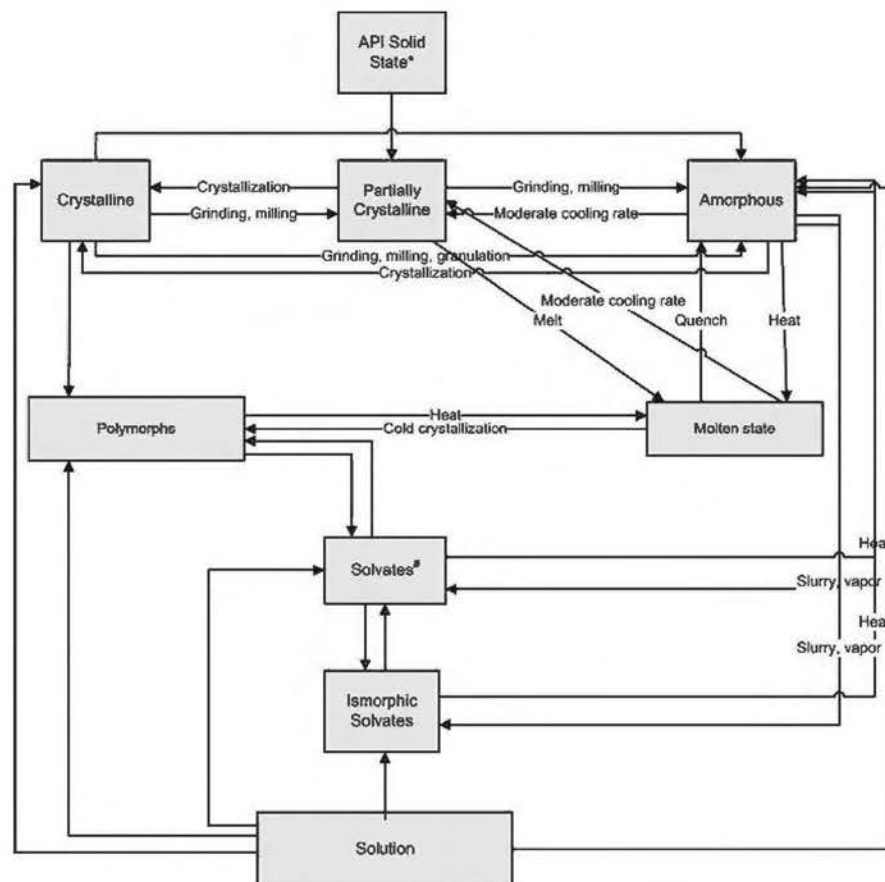 API Solid
State*
Crystalline
Crystallization
Grinding, milling
Partially
Crystalline
Grinding, milling
Moderate cooling rate
Amorphous
Grinding, milling, granulation
Crystallization
Moderate cooling rate
Melt
Quench
Heat
Polymorphs
Heat
Cold crystallization
Molten state
Solvates#
Hea
Slurry, vapor
Hea
Slurry, vapor
Ismorphic
Solvates
Solution